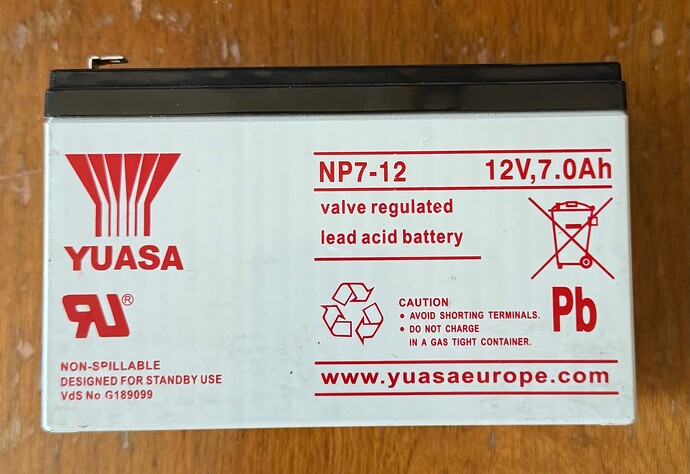 YUASA
NON-SPILLABLE
DESIGNED FOR STANDBY USE
VdS No G189099
NP7-12 12V,7.0Ah
valve regulated
lead acid battery
CAUTION
• AVOID SHORTING TERMINALS.
• DO NOT CHARGE
IN A GAS TIGHT CONTAINER.
Pb
www.yuasaeurope.com